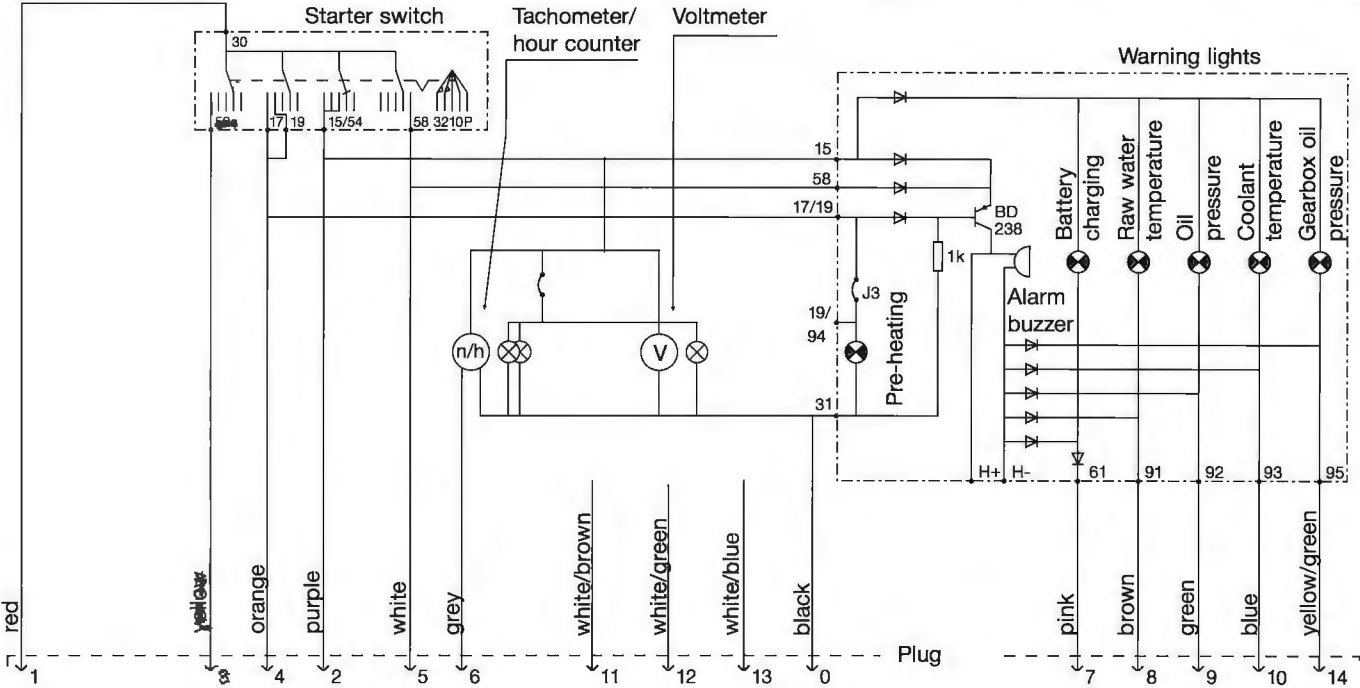 Starter switch
Tachometer/
hour counter
Voltmeter
Warning lights
30
17
19
15/54
58
3210P
15
58
17/19
BD
238
1k
J3
19/
94
31
Pre-heating
Alarm
buzzer
Battery
charging
Raw water
temperature
Oil
pressure
Coolant
temperature
Gearbox oil
pressure
n/h
V
H+
H-
61
91
92
93
95
red
yellow
orange
purple
white
grey
white/brown
white/green
white/blue
black
pink
brown
green
blue
yellow/green
Plug
1
4
2
5
6
11
12
13
0
7
8
9
10
14